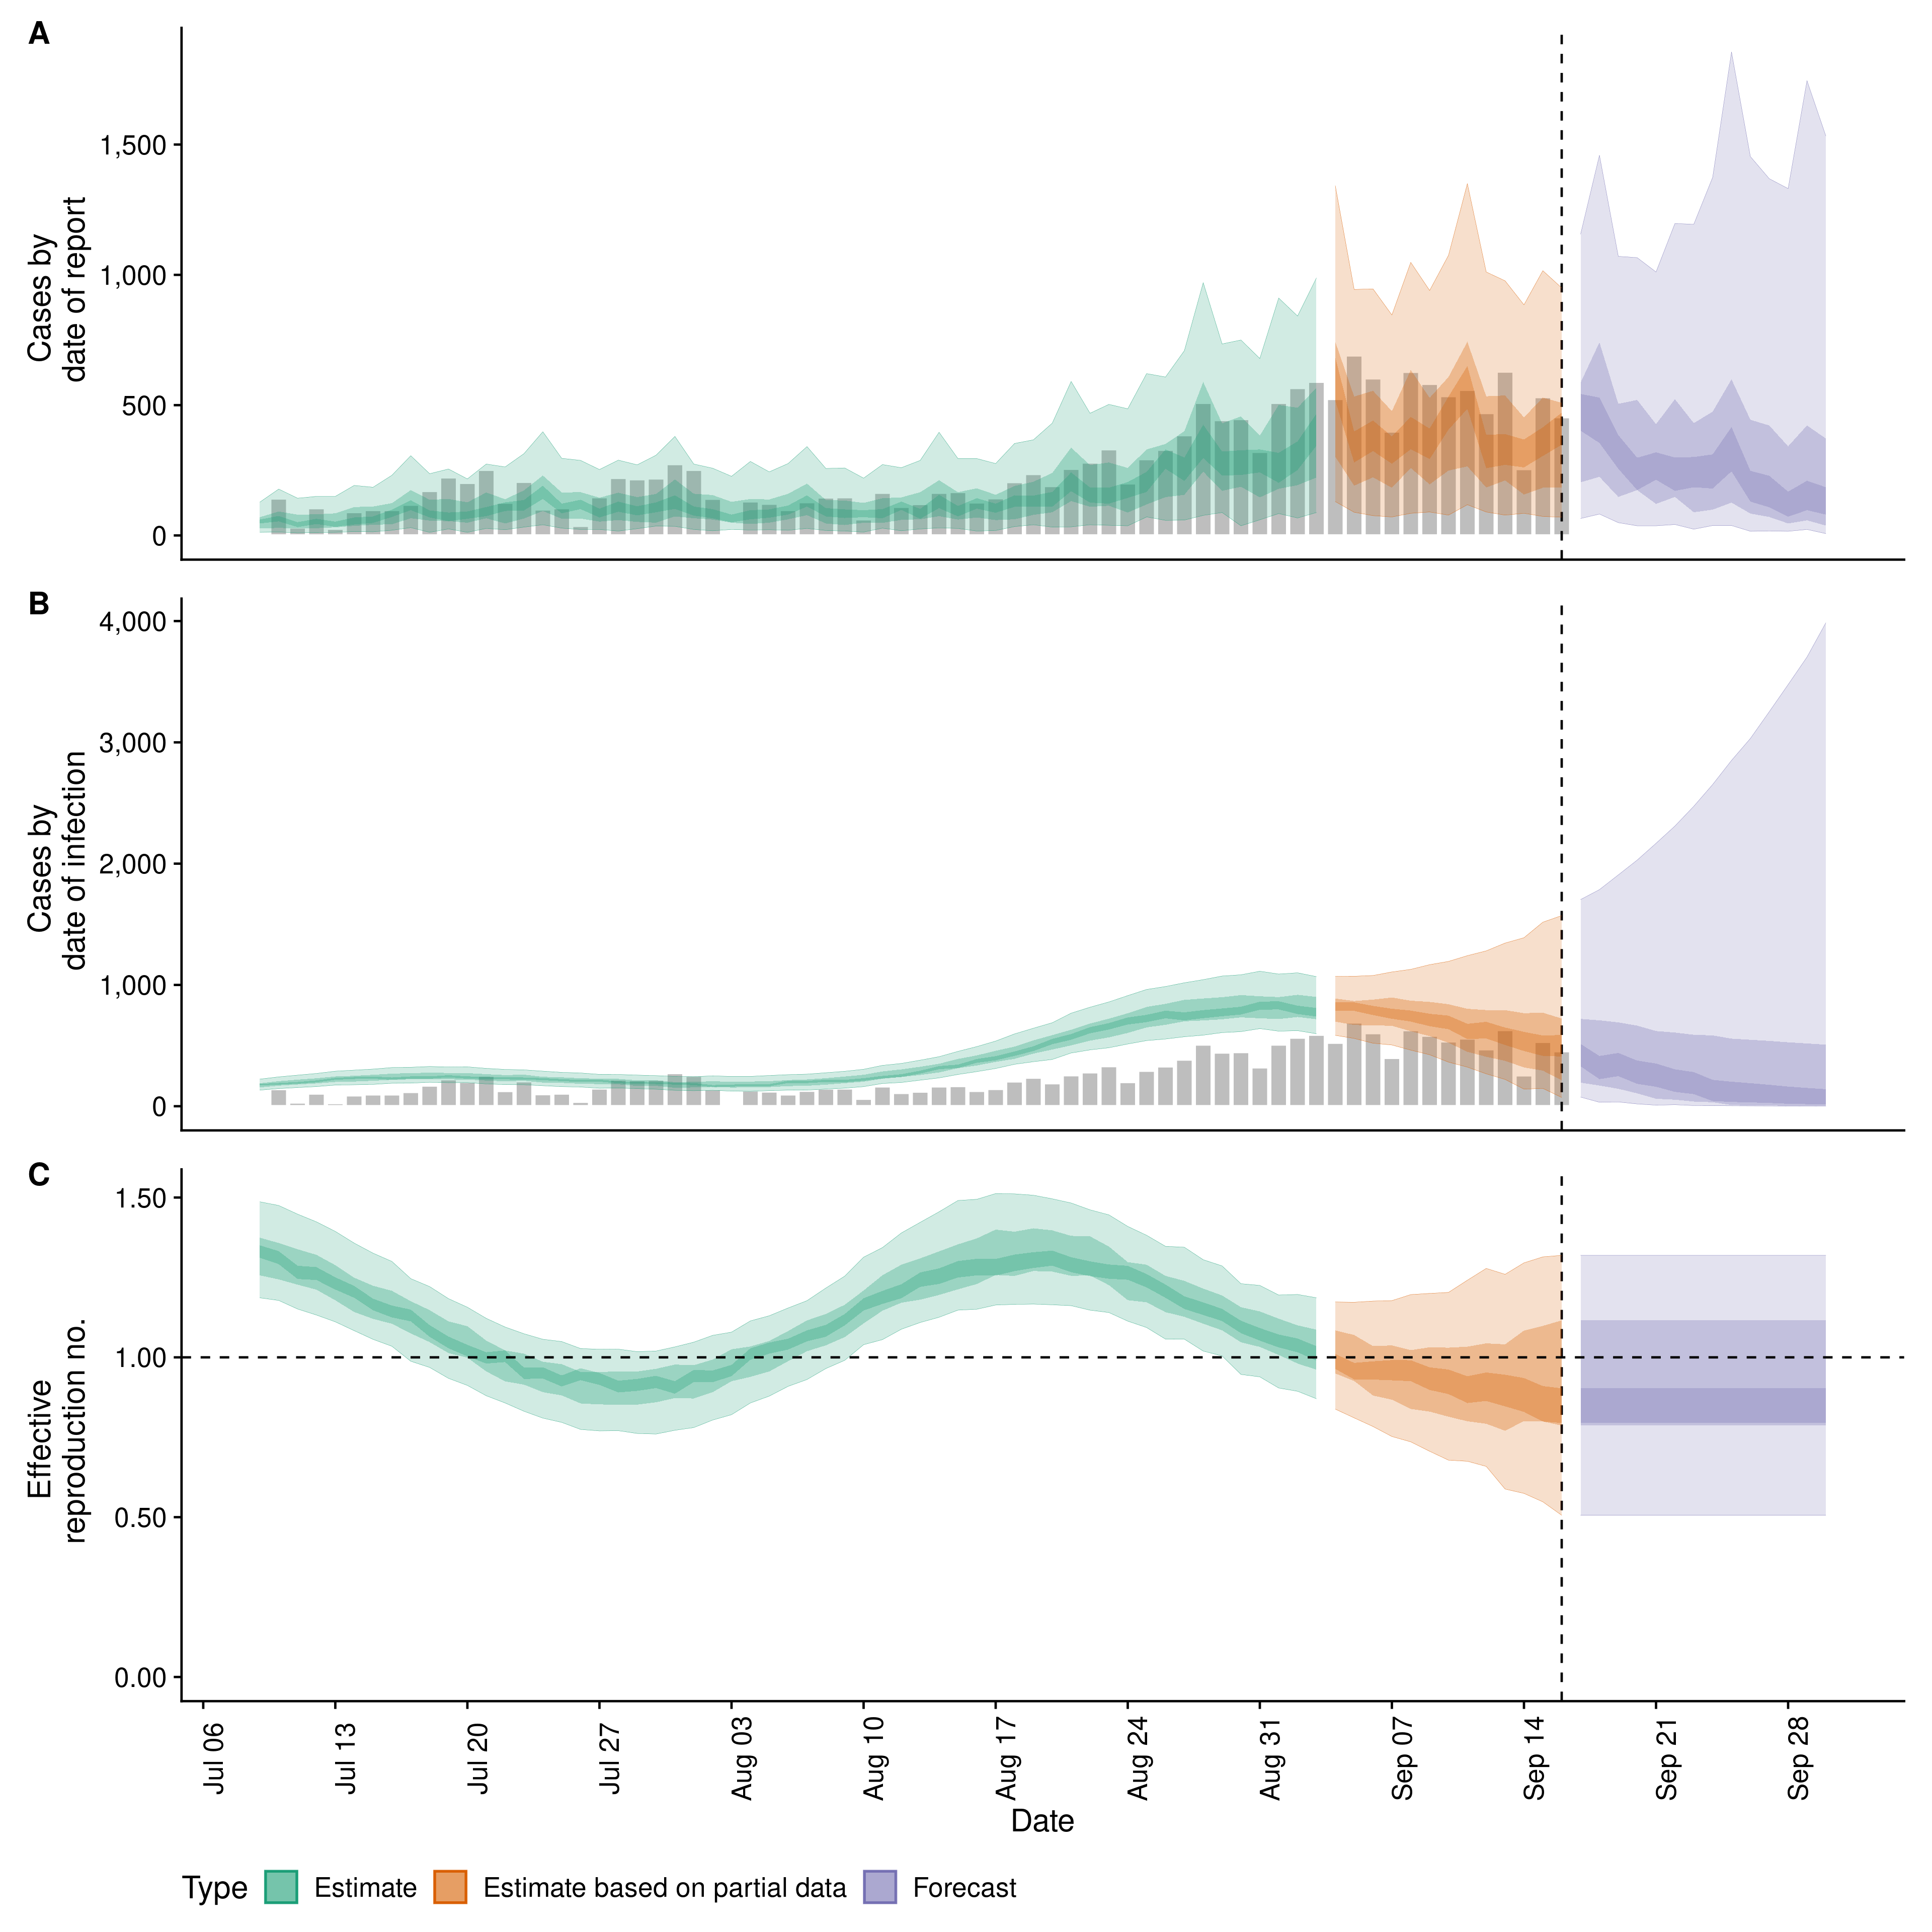 A
1,500
1,000
500
0
Cases by
date of report
B
4,000
3,000
2,000
1,000
0
Cases by
date of infection
C
1.50
1.00
0.50
0.00
Effective
reproduction no.
Jul 06
Jul 13
Jul 20
Jul 27
Aug 03
Aug 10
Aug 17
Aug 24
Aug 31
Sep 07
Sep 14
Sep 21
Sep 28
Date
Type
Estimate
Estimate based on partial data
Forecast